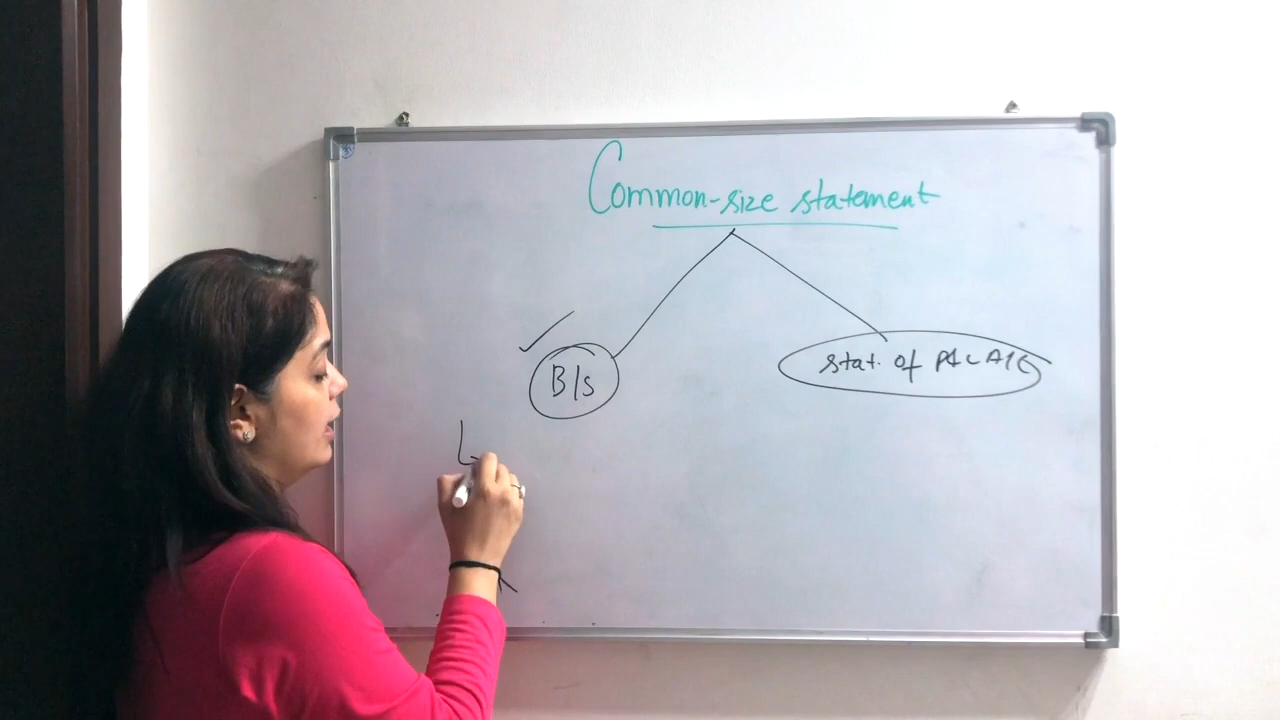 Common-size statement
B/s
stat. of P&L A/C